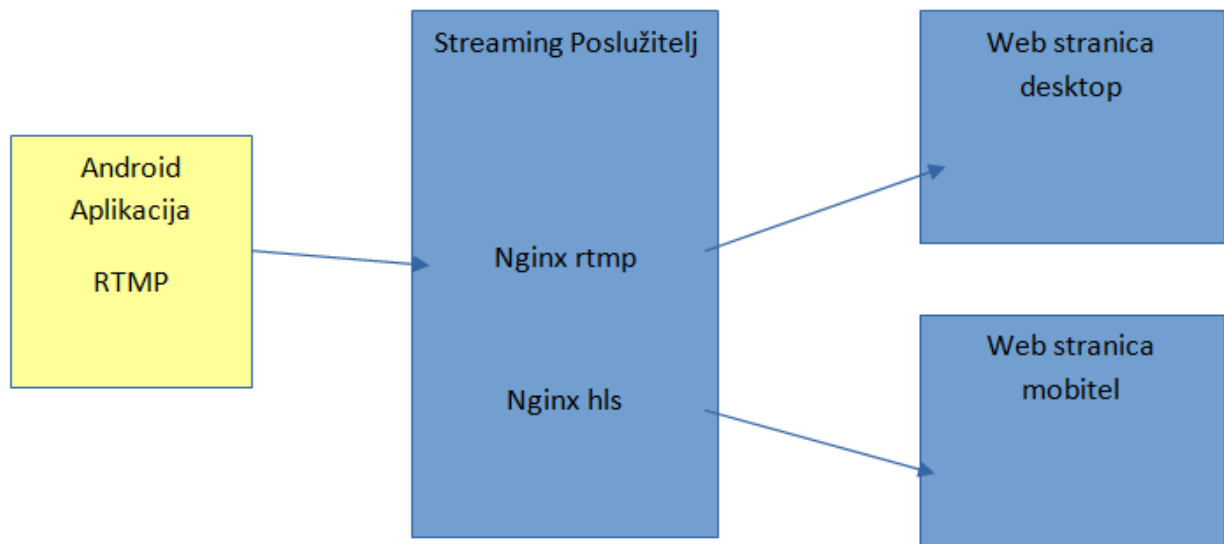 Android
Aplikacija
RTMP
Streaming Poslužitelj
Nginx rtmp
Nginx hls
Web stranica
desktop
Web stranica
mobitel